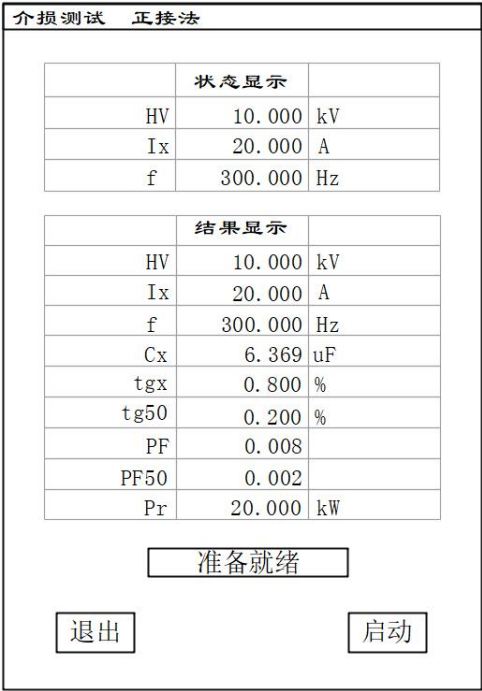 介损测试 正接法
状态显示
HV 10.000 kV
Ix 20.000 A
f 300.000 Hz
结果显示
HV 10.000 kV
Ix 20.000 A
f 300.000 Hz
Cx 6.369 uF
tgx 0.800 %
tg50 0.200 %
PF 0.008
PF50 0.002
Pr 20.000 kW
准备就绪
退出 启动